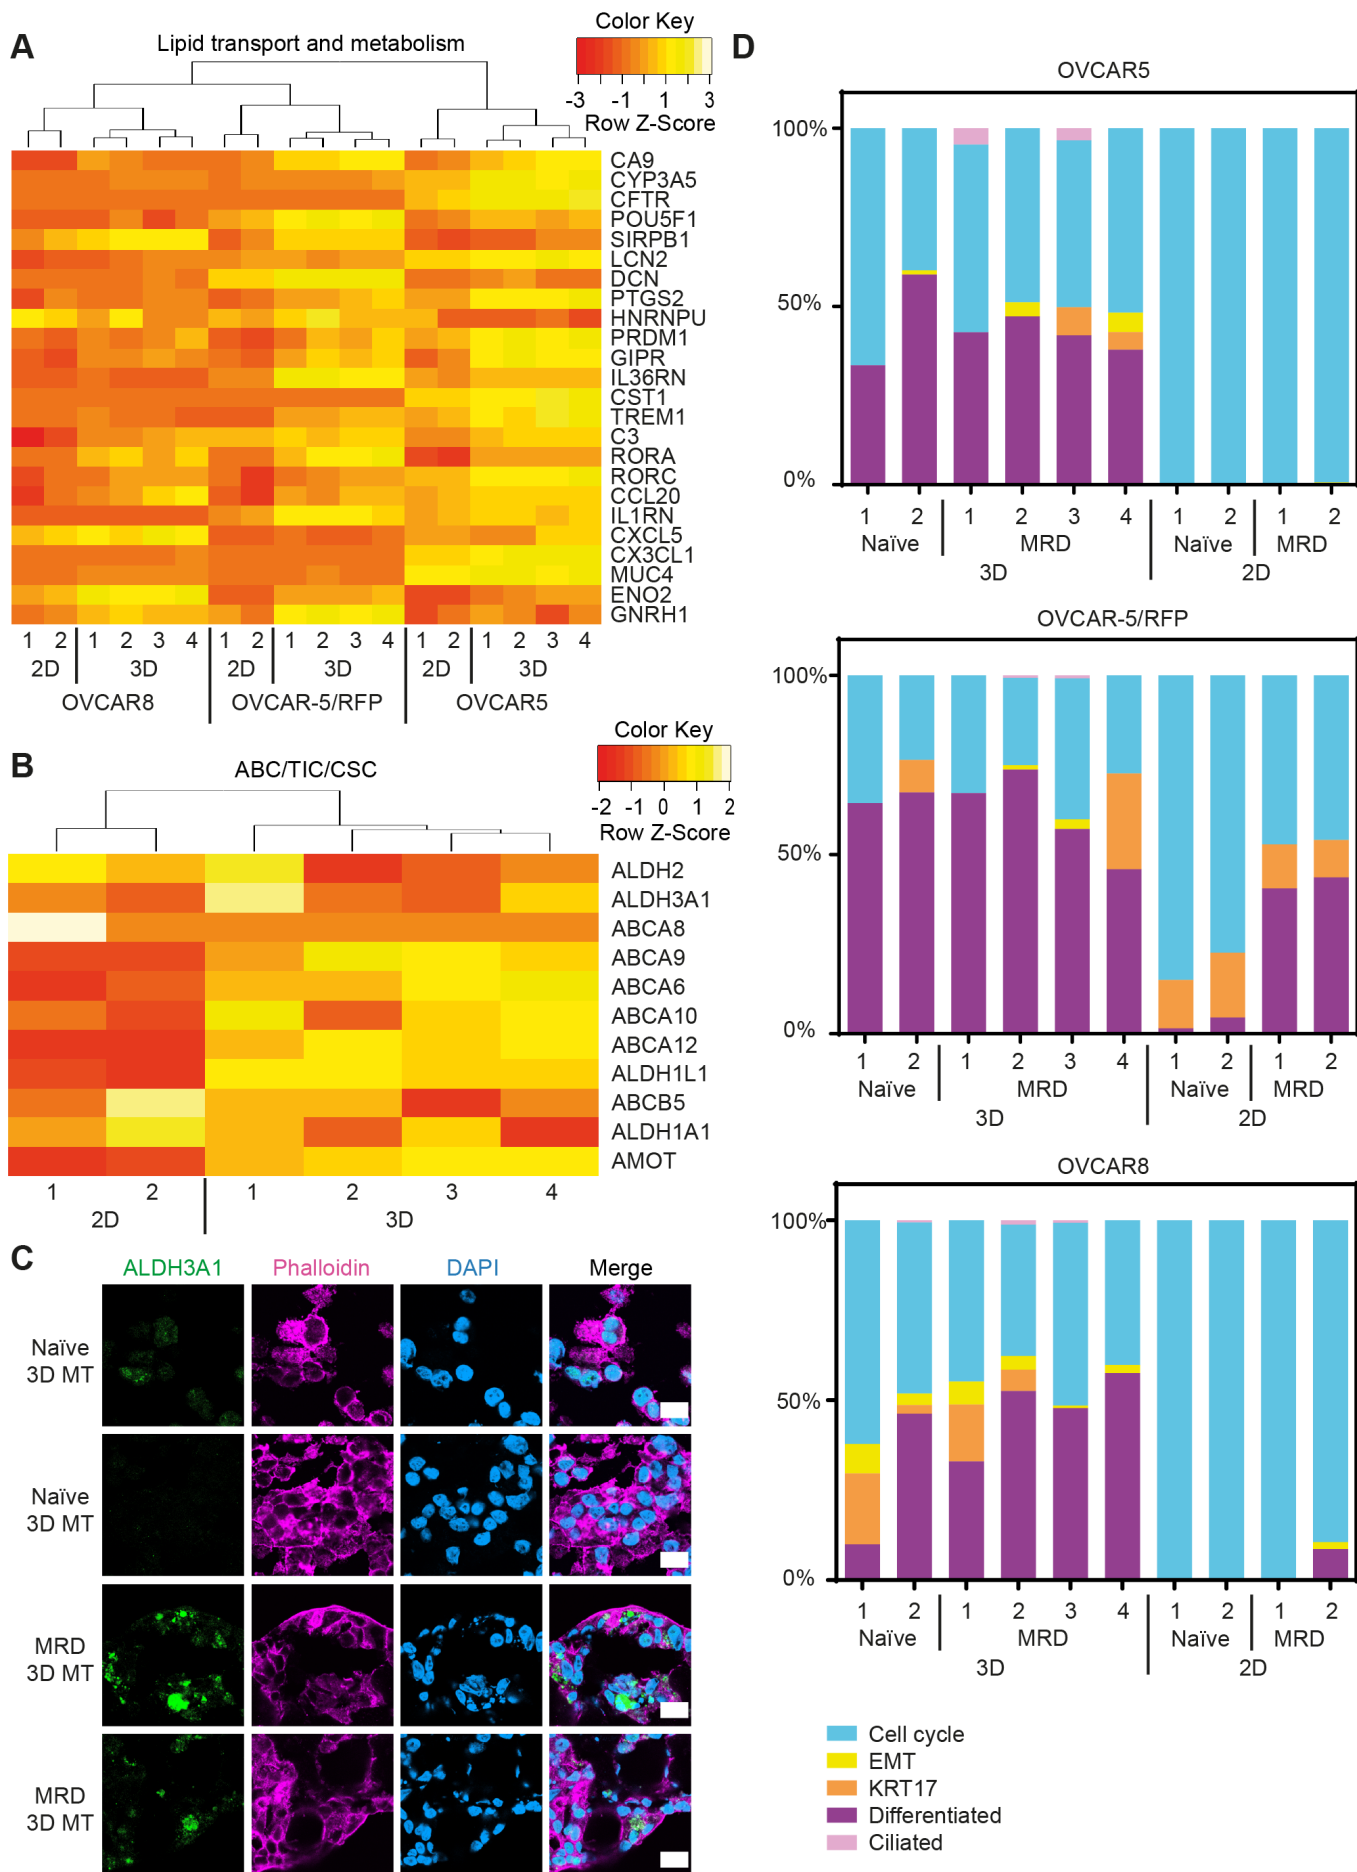 A
Lipid transport and metabolism
Color Key
-3 -1 1 3
Row Z-Score
CA9
CYP3A5
CFTR
POU5F1
SIRPB1
LCN2
DCN
PTGS2
HNRNPU
PRDM1
GIPR
IL36RN
CST1
TREM1
C3
RORA
RORC
CCL20
IL1RN
CXCL5
CX3CL1
MUC4
ENO2
GNRH1
1 2 1 2 3 4 1 2 1 2 3 4 1 2 1 2 3 4
2D 3D 2D 3D 2D 3D
OVCAR8 OVCAR-5/RFP OVCAR5
B
ABC/TIC/CSC
Color Key
-2 -1 0 1 2
Row Z-Score
ALDH2
ALDH3A1
ABCA8
ABCA9
ABCA6
ABCA10
ABCA12
ALDH1L1
ABCB5
ALDH1A1
AMOT
1 2 1 2 3 4
2D 3D
C
ALDH3A1 Phalloidin DAPI Merge
Naïve
3D MT
Naïve
3D MT
MRD
3D MT
MRD
3D MT
D
OVCAR5
100%
50%
0%
1 2 1 2 3 4 1 2 1 2
Naïve MRD Naïve MRD
3D 2D
OVCAR-5/RFP
100%
50%
0%
1 2 1 2 3 4 1 2 1 2
Naïve MRD Naïve MRD
3D 2D
OVCAR8
100%
50%
0%
1 2 1 2 3 4 1 2 1 2
Naïve MRD Naïve MRD
3D 2D
Cell cycle
EMT
KRT17
Differentiated
Ciliated